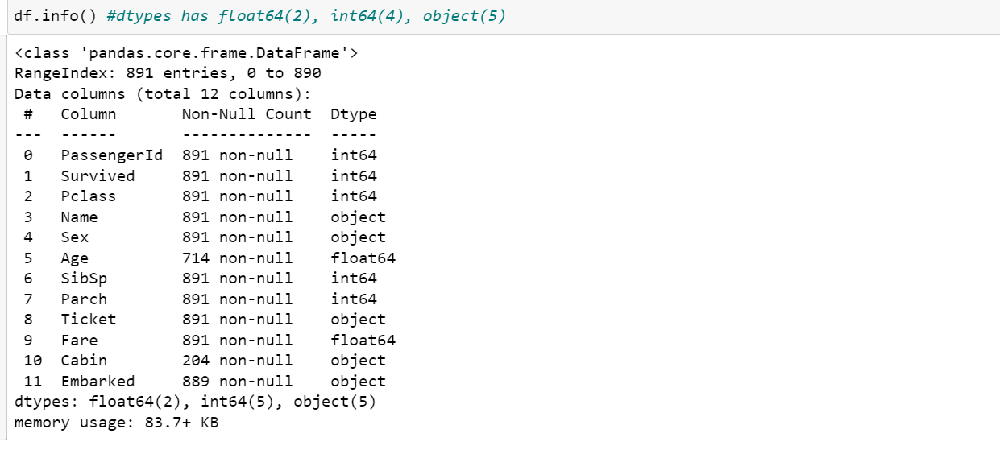 df.info() #dtypes has float64(2), int64(4), object(5)
<class 'pandas.core.frame.DataFrame'>
RangeIndex: 891 entries, 0 to 890
Data columns (total 12 columns):
 #   Column       Non-Null Count  Dtype
---  ------       --------------  -----
 0   PassengerId  891 non-null    int64
 1   Survived     891 non-null    int64
 2   Pclass       891 non-null    int64
 3   Name         891 non-null    object
 4   Sex          891 non-null    object
 5   Age          714 non-null    float64
 6   SibSp        891 non-null    int64
 7   Parch        891 non-null    int64
 8   Ticket       891 non-null    object
 9   Fare         891 non-null    float64
 10  Cabin        204 non-null    object
 11  Embarked     889 non-null    object
dtypes: float64(2), int64(5), object(5)
memory usage: 83.7+ KB